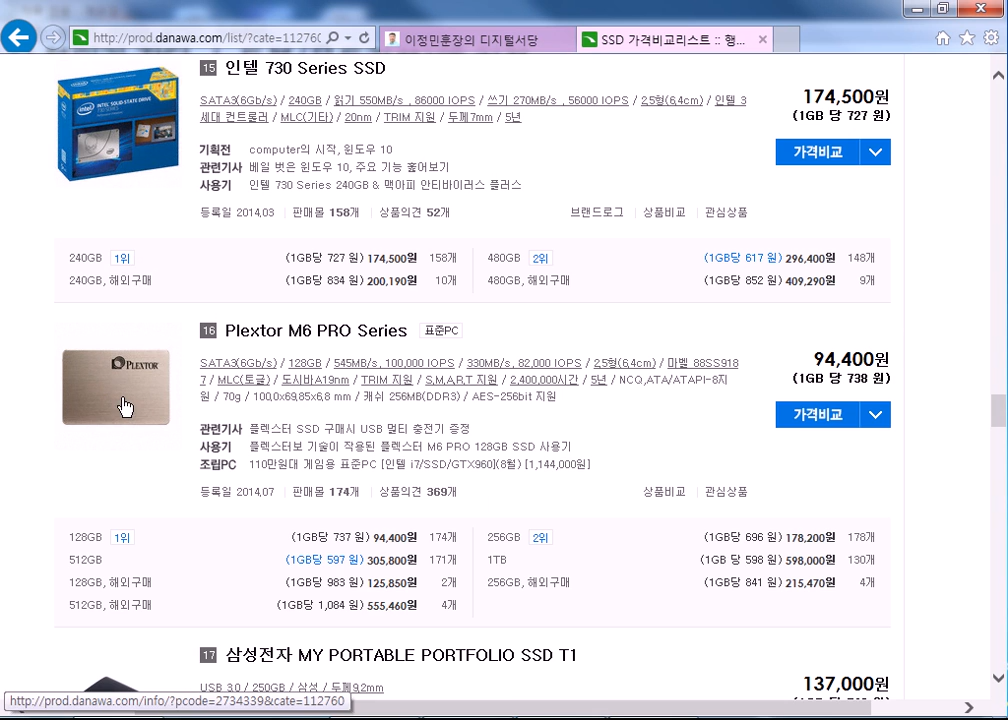 http://prod.danawa.com/list/?cate=11276(
이정민훈장의 디지털서당
SSD 가격비교리스트 :: 행...
15 인텔 730 Series SSD
SATA3(6Gb/s) / 240GB / 읽기 550MB/s , 86000 IOPS / 쓰기 270MB/s , 56000 IOPS / 2.5형(6.4cm) / 인텔 3
세대 컨트롤러 / MLC(기타) / 20nm / TRIM 지원 / 두께7mm / 5년
174,500원
(1GB 당 727 원)
가격비교
기획전 computer의 시작, 윈도우 10
관련기사 베일 벗은 윈도우 10, 주요 기능 훑어보기
사용기 인텔 730 Series 240GB & 맥아피 안티바이러스 플러스
등록일 2014.03 판매몰 158개 상품의견 52개 브랜드로그 상품비교 관심상품
240GB 1위 (1GB당 727 원) 174,500원 158개 480GB 2위 (1GB당 617 원) 296,400원 148개
240GB, 해외구매 (1GB당 834 원) 200,190원 10개 480GB, 해외구매 (1GB당 852 원) 409,290원 9개
16 Plextor M6 PRO Series 표준PC
PLEXTOR
SATA3(6Gb/s) / 128GB / 545MB/s, 100,000 IOPS / 330MB/s, 82,000 IOPS / 2.5형(6.4cm) / 마벨 88SS918
7 / MLC(토글) / 도시바A19nm / TRIM 지원 / S.M.A.R.T 지원 / 2,400,000시간 / 5년 / NCQ,ATA/ATAPI-8지
원 / 70g / 100.0x69.85x6.8 mm / 캐쉬 256MB(DDR3) / AES-256bit 지원
94,400원
(1GB 당 738 원)
가격비교
관련기사 플렉스터 SSD 구매시 USB 멀티 충전기 증정
사용기 플렉스터보 기술이 작용된 플렉스터 M6 PRO 128GB SSD 사용기
조립PC 110만원대 게임용 표준PC [인텔 i7/SSD/GTX960](8월) [1,144,000원]
등록일 2014.07 판매몰 174개 상품의견 369개 상품비교 관심상품
128GB 1위 (1GB당 737 원) 94,400원 174개 256GB 2위 (1GB당 696 원) 178,200원 178개
512GB (1GB당 597 원) 305,800원 171개 1TB (1GB당 598 원) 598,000원 130개
128GB, 해외구매 (1GB당 983 원) 125,850원 2개 256GB, 해외구매 (1GB당 841 원) 215,470원 4개
512GB, 해외구매 (1GB당 1,084 원) 555,460원 4개
17 삼성전자 MY PORTABLE PORTFOLIO SSD T1
USB 3.0 / 250GB / 삼성 / 두께9.2mm
137,000원
http://prod.danawa.com/info/?pcode=2734339&cate=112760